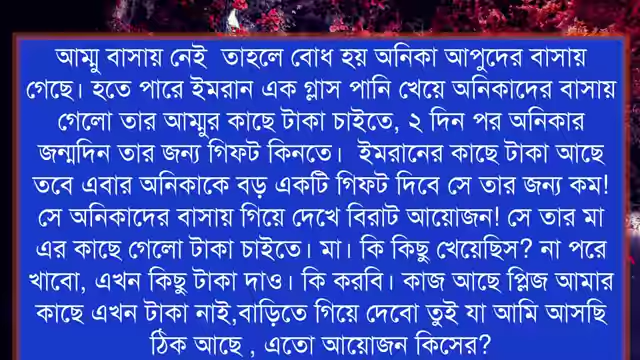 আম্মু বাসায় নেই তাহলে বোধ হয় অনিকা আপুদের বাসায়
গেছে। হতে পারে ইমরান এক গ্লাস পানি খেয়ে অনিকাদের বাসায়
গেলো তার আম্মুর কাছে টাকা চাইতে, ২ দিন পর অনিকার
জন্মদিন তার জন্য গিফট কিনতে। ইমরানের কাছে টাকা আছে
তবে এবার অনিকাকে বড় একটি গিফট দিবে সে তার জন্য কম!
সে অনিকাদের বাসায় গিয়ে দেখে বিরাট আয়োজন! সে তার মা
এর কাছে গেলো টাকা চাইতে। মা। কি কিছু খেয়েছিস? না পরে
খাবো, এখন কিছু টাকা দাও। কি করবি। কাজ আছে প্লিজ আমার
কাছে এখন টাকা নাই,বাড়িতে গিয়ে দেবো তুই যা আমি আসছি
ঠিক আছে , এতো আয়োজন কিসের?